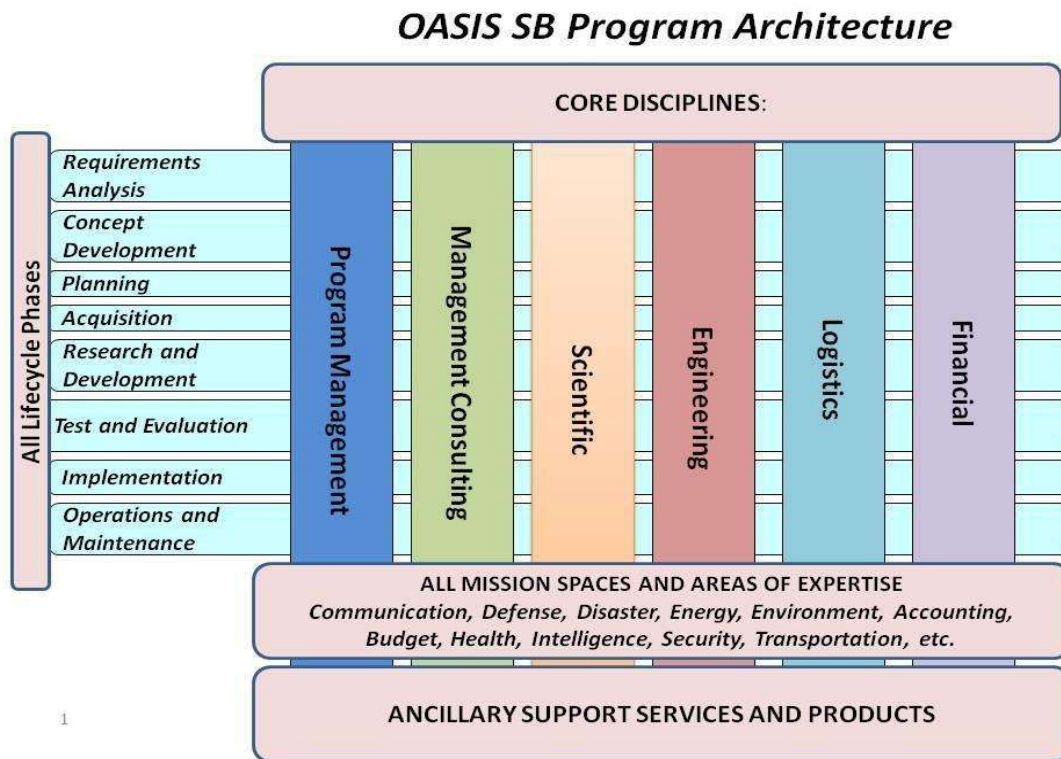 OASIS SB Program Architecture
CORE DISCIPLINES:
All Lifecycle Phases
Requirements
Analysis
Concept
Development
Planning
Acquisition
Research and
Development
Test and Evaluation
Implementation
Operations and
Maintenance
Program Management
Management Consulting
Scientific
Engineering
Logistics
Financial
ALL MISSION SPACES AND AREAS OF EXPERTISE
Communication, Defense, Disaster, Energy, Environment, Accounting,
Budget, Health, Intelligence, Security, Transportation, etc.
ANCILLARY SUPPORT SERVICES AND PRODUCTS
1